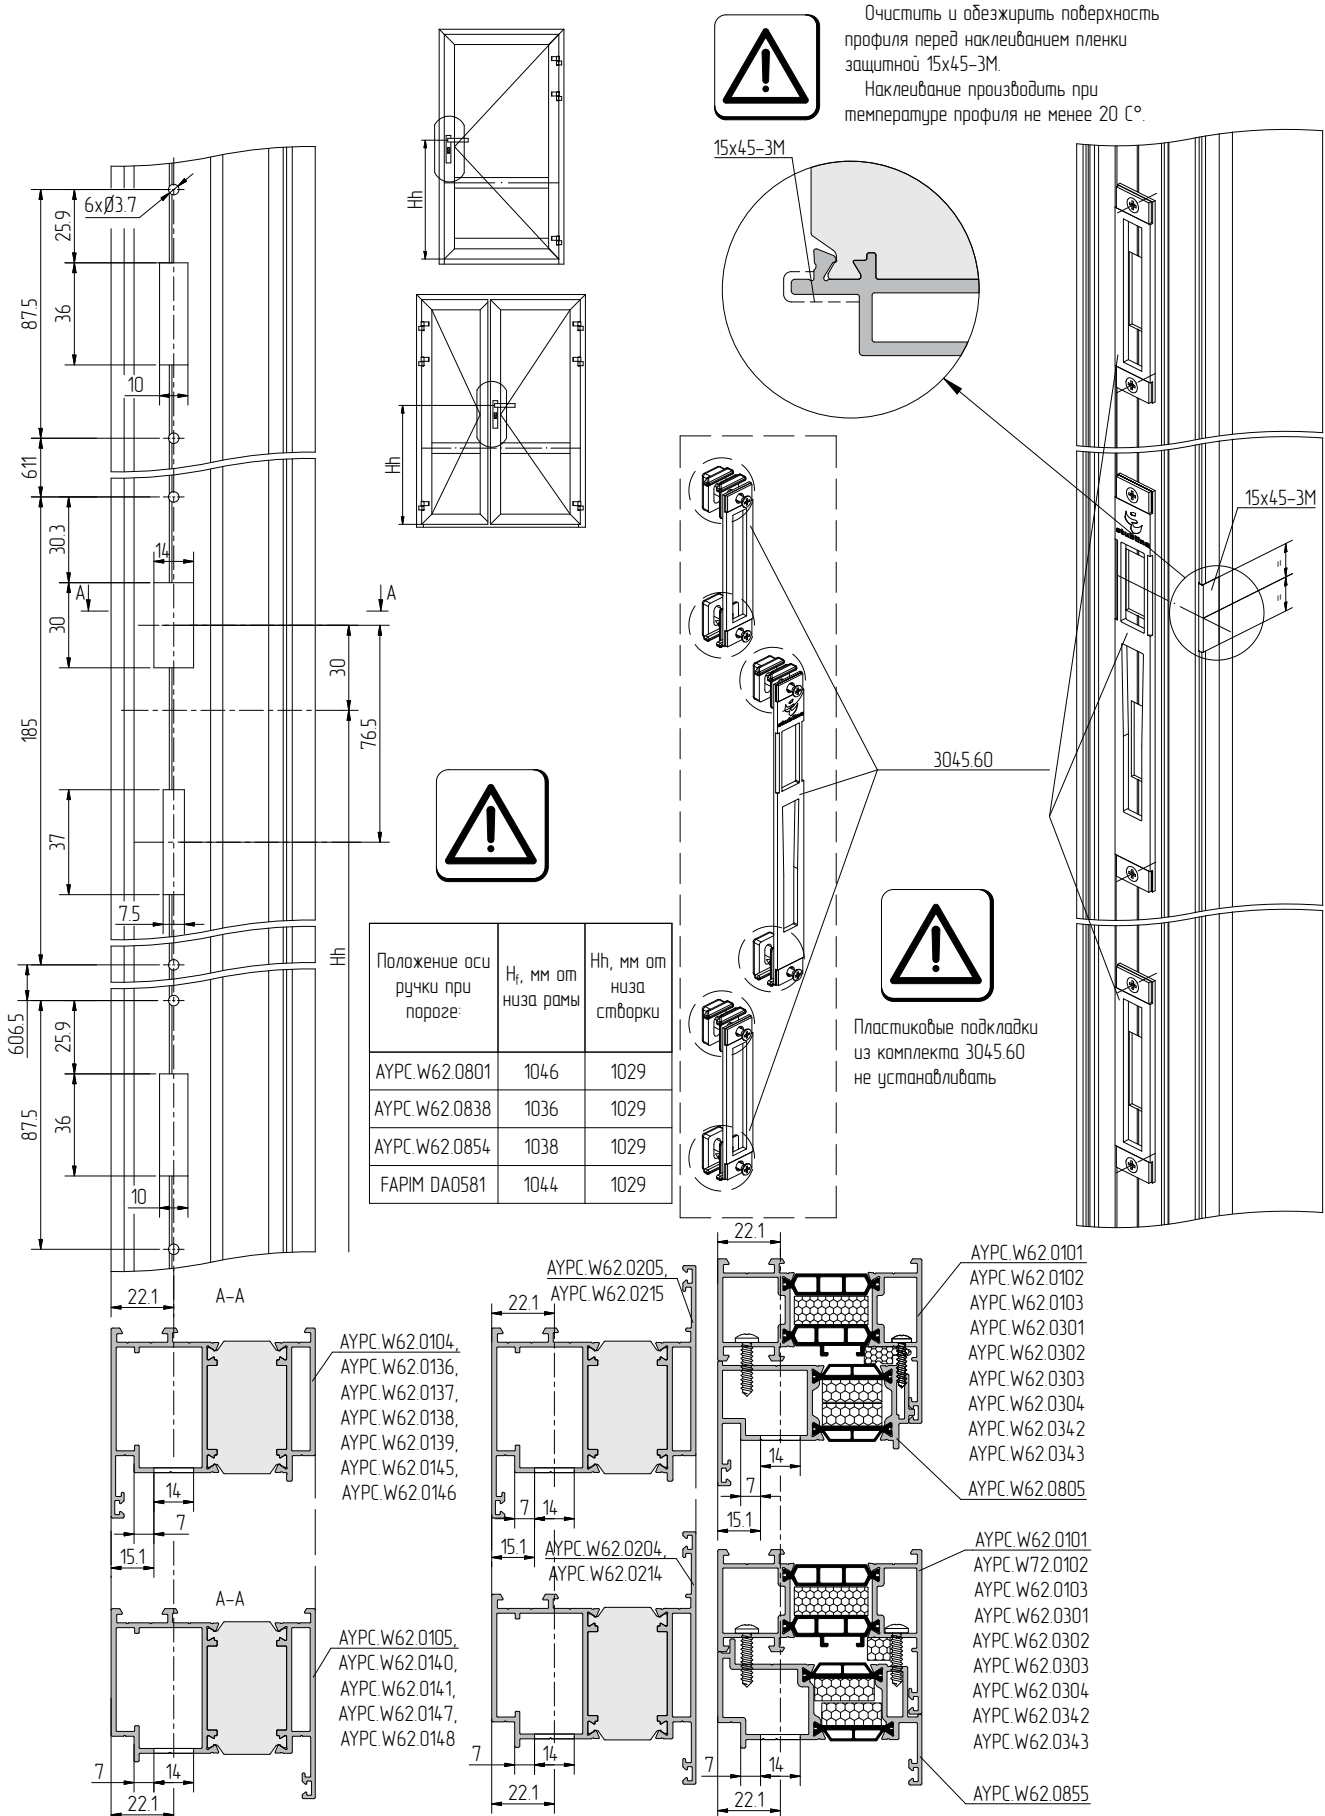 Очистить и обезжирить поверхность
профиля перед наклеиванием пленки
защитной 15x45-3M.
Наклеивание производить при
температуре профиля не менее 20 С°.
15x45-3M
6xØ3.7
25.9
36
87.5
10
611
30.3
14
A
A
30
30
185
76.5
37
7.5
Hh
606.5
25.9
36
87.5
10
Hh
Hh
15x45-3M
=
=
3045.60
Пластиковые подкладки
из комплекта 3045.60
не устанавливать
Положение оси ручки при пороге:
Hf, мм от низа рамы
Hh, мм от низа створки
AYPC.W62.0801 1046 1029
AYPC.W62.0838 1036 1029
AYPC.W62.0854 1038 1029
FAPIM DA0581 1044 1029
22.1
A-A
AYPC.W62.0104,
AYPC.W62.0136,
AYPC.W62.0137,
AYPC.W62.0138,
AYPC.W62.0139,
AYPC.W62.0145,
AYPC.W62.0146
14
7
15.1
A-A
AYPC.W62.0105,
AYPC.W62.0140,
AYPC.W62.0141,
AYPC.W62.0147,
AYPC.W62.0148
7
14
22.1
AYPC.W62.0205,
AYPC.W62.0215
22.1
7
14
15.1
AYPC.W62.0204,
AYPC.W62.0214
7
14
22.1
22.1
AYPC.W62.0101
AYPC.W62.0102
AYPC.W62.0103
AYPC.W62.0301
AYPC.W62.0302
AYPC.W62.0303
AYPC.W62.0304
AYPC.W62.0342
AYPC.W62.0343
AYPC.W62.0805
14
7
15.1
AYPC.W62.0101
AYPC.W72.0102
AYPC.W62.0103
AYPC.W62.0301
AYPC.W62.0302
AYPC.W62.0303
AYPC.W62.0304
AYPC.W62.0342
AYPC.W62.0343
AYPC.W62.0855
7
14
22.1